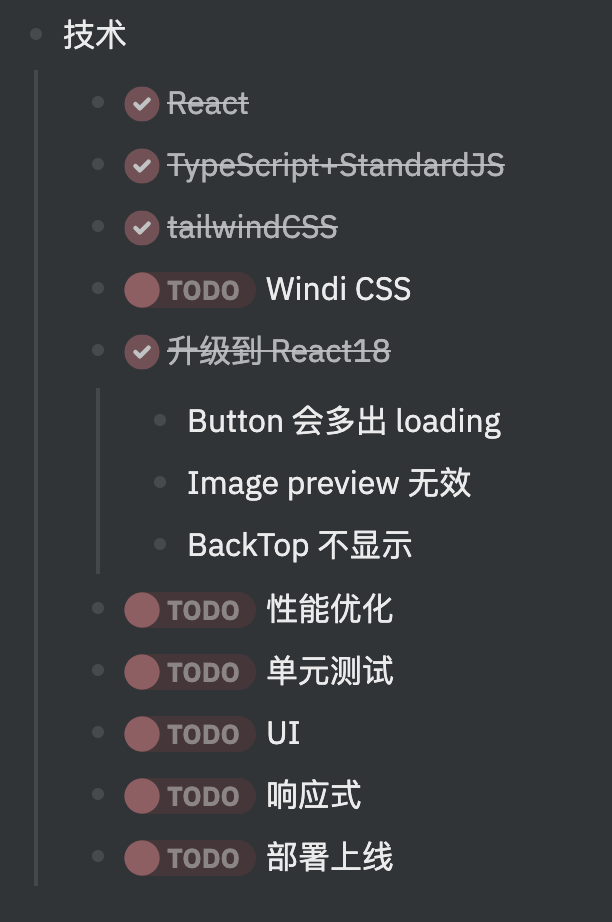 技术
React
TypeScript+StandardJS
tailwindCSS
TODO Windi CSS
升级到 React18
Button 会多出 loading
Image preview 无效
BackTop 不显示
TODO 性能优化
TODO 单元测试
TODO UI
TODO 响应式
TODO 部署上线